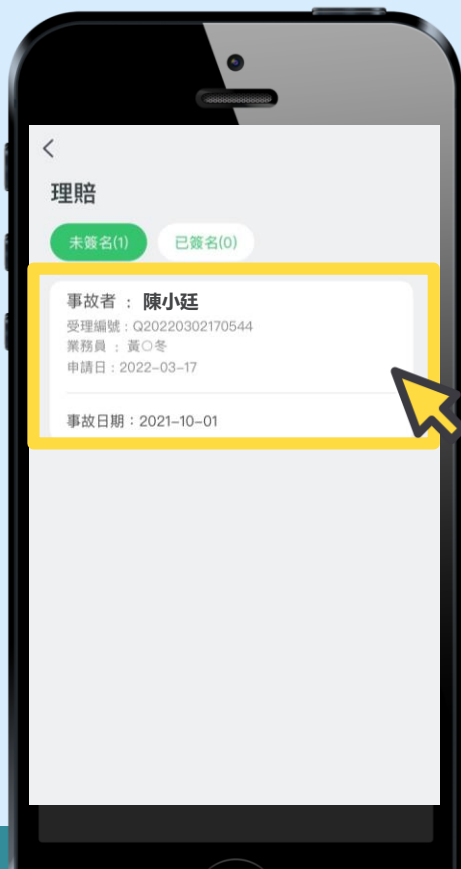 理賠
未簽名(1) 已簽名(0)
事故者 : 陳小廷
受理編號 : Q20220302170544
業務員 : 黃○冬
申請日 : 2022-03-17
事故日期：2021-10-01